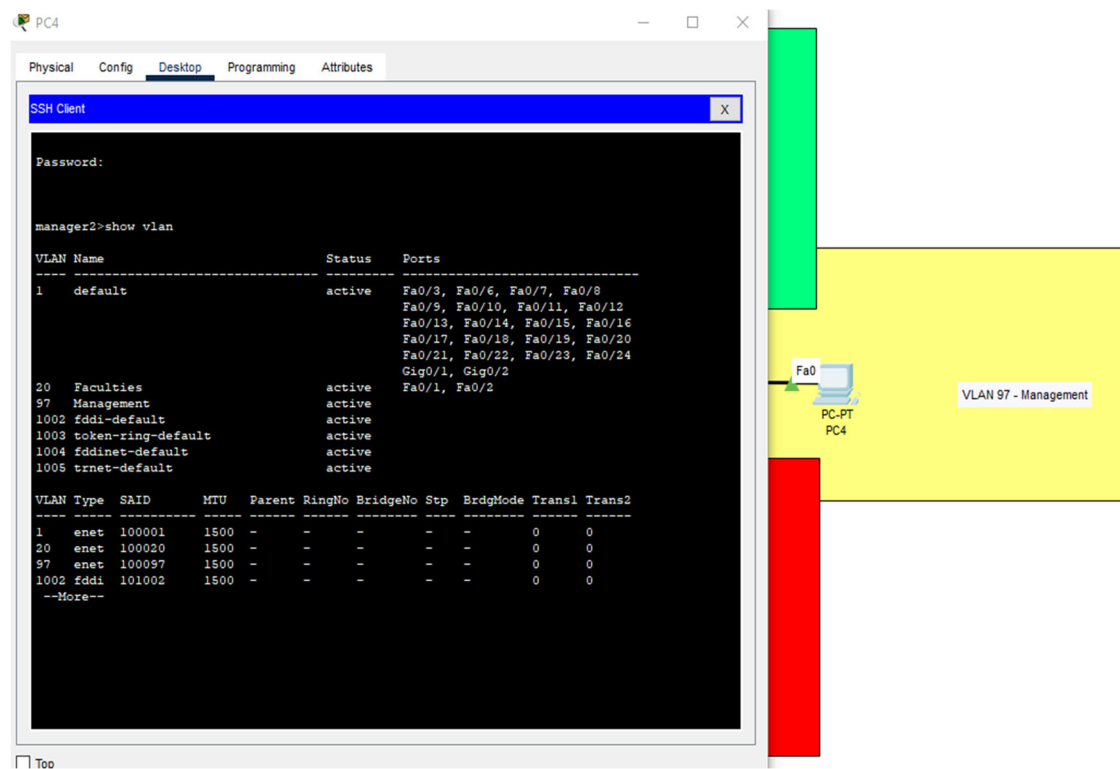 PC4
Physical Config Desktop Programming Attributes
SSH Client
X
Password:
manager2>show vlan
VLAN Name                             Status    Ports
---- -------------------------------- --------- -------------------------------
1    default                          active    Fa0/3, Fa0/6, Fa0/7, Fa0/8
                                                Fa0/9, Fa0/10, Fa0/11, Fa0/12
                                                Fa0/13, Fa0/14, Fa0/15, Fa0/16
                                                Fa0/17, Fa0/18, Fa0/19, Fa0/20
                                                Fa0/21, Fa0/22, Fa0/23, Fa0/24
                                                Gig0/1, Gig0/2
20   Faculties                        active    Fa0/1, Fa0/2
97   Management                       active
1002 fddi-default                     active
1003 token-ring-default               active
1004 fddinet-default                  active
1005 trnet-default                    active
VLAN Type  SAID       MTU   Parent RingNo BridgeNo Stp  BrdgMode Trans1 Trans2
---- ----- ---------- ----- ------ ------ -------- ---- -------- ------ ------
1    enet  100001     1500  -      -      -        -    -        0      0
20   enet  100020     1500  -      -      -        -    -        0      0
97   enet  100097     1500  -      -      -        -    -        0      0
1002 fddi  101002     1500  -      -      -        -    -        0      0
 --More--
Top
Fa0
PC-PT
PC4
VLAN 97 - Management